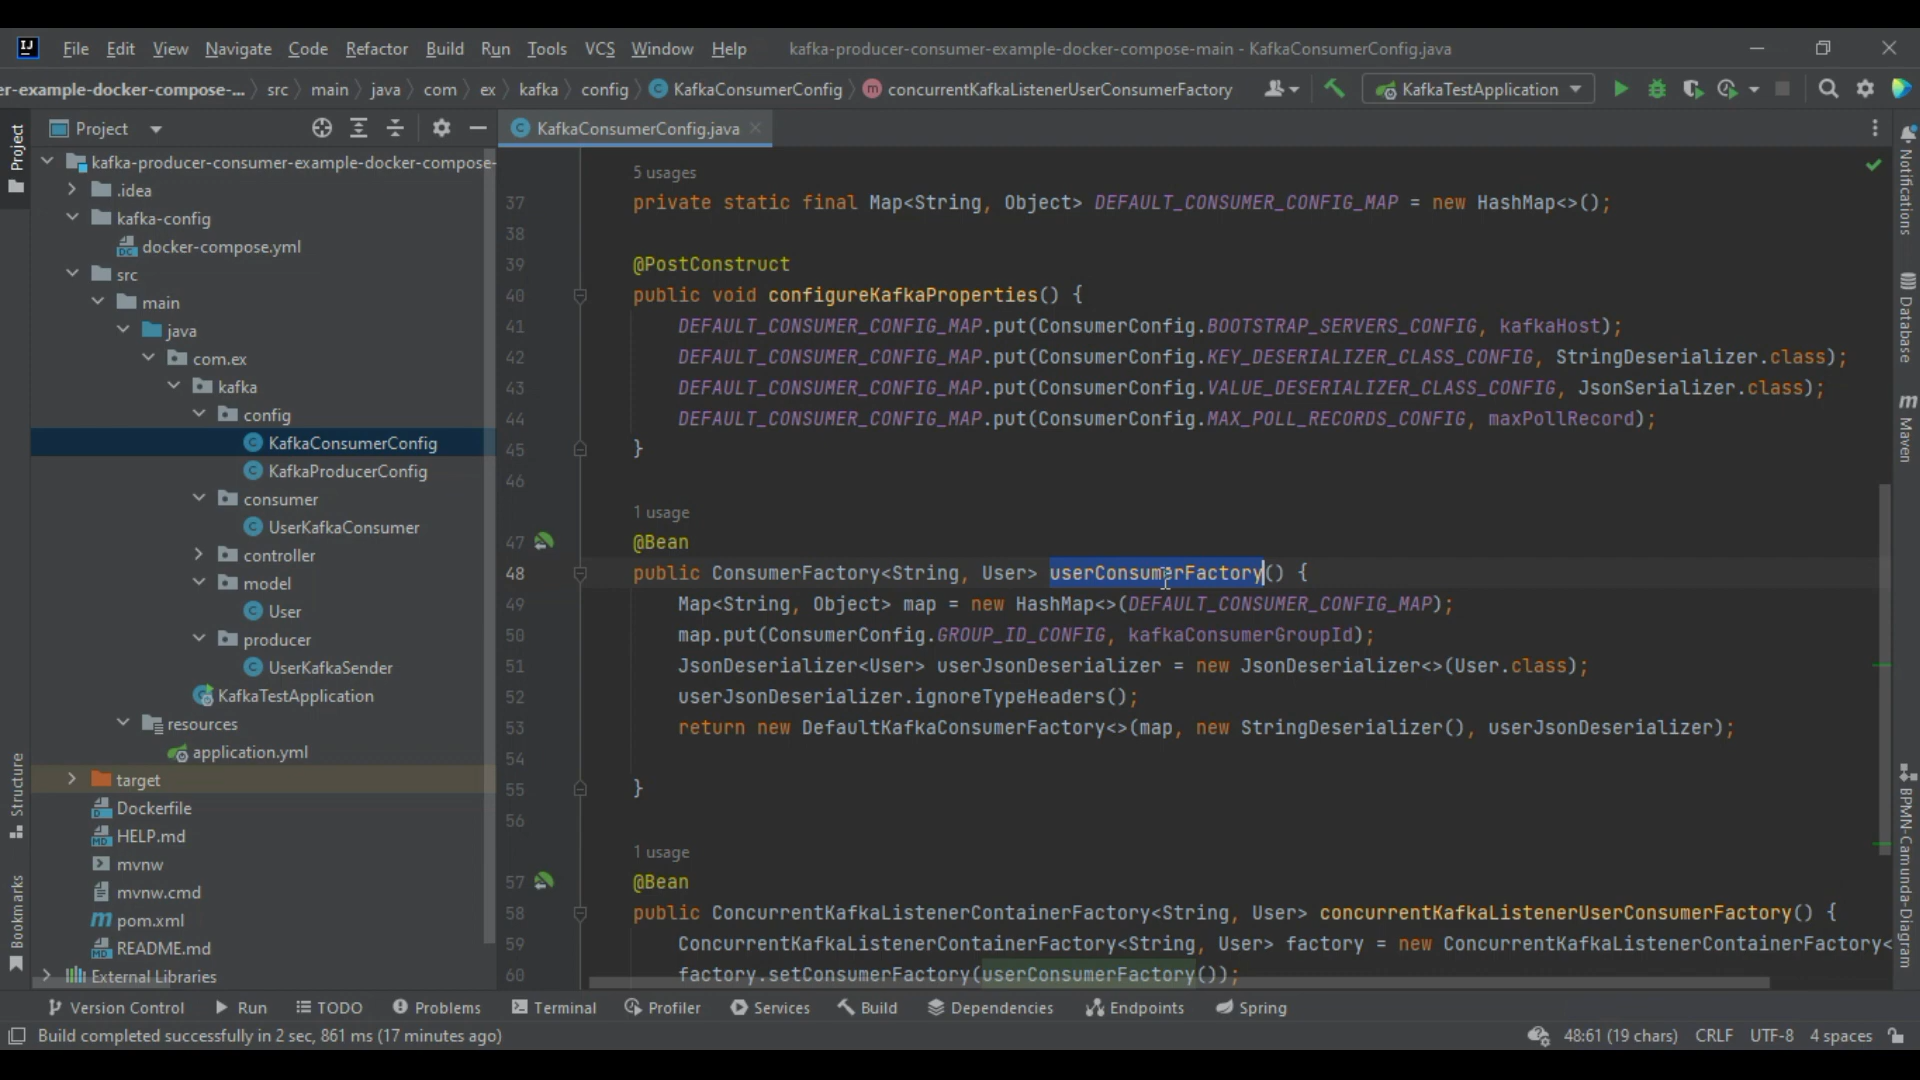 IJ File Edit View Navigate Code Refactor Build Run Tools VCS Window Help kafka-producer-consumer-example-docker-compose-main - KafkaConsumerConfig.java
er-example-docker-compose-... src main java com ex kafka config KafkaConsumerConfig concurrentKafkaListenerUserConsumerFactory KafkaTestApplication
Project
KafkaConsumerConfig.java
kafka-producer-consumer-example-docker-compose-
.idea
kafka-config
docker-compose.yml
src
main
java
com.ex
kafka
config
KafkaConsumerConfig
KafkaProducerConfig
consumer
UserKafkaConsumer
controller
model
User
producer
UserKafkaSender
KafkaTestApplication
resources
application.yml
target
Dockerfile
HELP.md
mvnw
mvnw.cmd
pom.xml
README.md
External Libraries
Project
Structure
Bookmarks
5 usages
37 private static final Map<String, Object> DEFAULT_CONSUMER_CONFIG_MAP = new HashMap<>();
38
39 @PostConstruct
40 public void configureKafkaProperties() {
41 DEFAULT_CONSUMER_CONFIG_MAP.put(ConsumerConfig.BOOTSTRAP_SERVERS_CONFIG, kafkaHost);
42 DEFAULT_CONSUMER_CONFIG_MAP.put(ConsumerConfig.KEY_DESERIALIZER_CLASS_CONFIG, StringDeserializer.class);
43 DEFAULT_CONSUMER_CONFIG_MAP.put(ConsumerConfig.VALUE_DESERIALIZER_CLASS_CONFIG, JsonSerializer.class);
44 DEFAULT_CONSUMER_CONFIG_MAP.put(ConsumerConfig.MAX_POLL_RECORDS_CONFIG, maxPollRecord);
45 }
46
1 usage
47 @Bean
48 public ConsumerFactory<String, User> userConsumerFactory() {
49 Map<String, Object> map = new HashMap<>(DEFAULT_CONSUMER_CONFIG_MAP);
50 map.put(ConsumerConfig.GROUP_ID_CONFIG, kafkaConsumerGroupId);
51 JsonDeserializer<User> userJsonDeserializer = new JsonDeserializer<>(User.class);
52 userJsonDeserializer.ignoreTypeHeaders();
53 return new DefaultKafkaConsumerFactory<>(map, new StringDeserializer(), userJsonDeserializer);
54
55 }
56
1 usage
57 @Bean
58 public ConcurrentKafkaListenerContainerFactory<String, User> concurrentKafkaListenerUserConsumerFactory() {
59 ConcurrentKafkaListenerContainerFactory<String, User> factory = new ConcurrentKafkaListenerContainerFactory<
60 factory.setConsumerFactory(userConsumerFactory());
Notifications
Database
m Maven
BPMN-Camunda-Diagram
Version Control Run TODO Problems Terminal Profiler Services Build Dependencies Endpoints Spring
Build completed successfully in 2 sec, 861 ms (17 minutes ago) 48:61 (19 chars) CRLF UTF-8 4 spaces